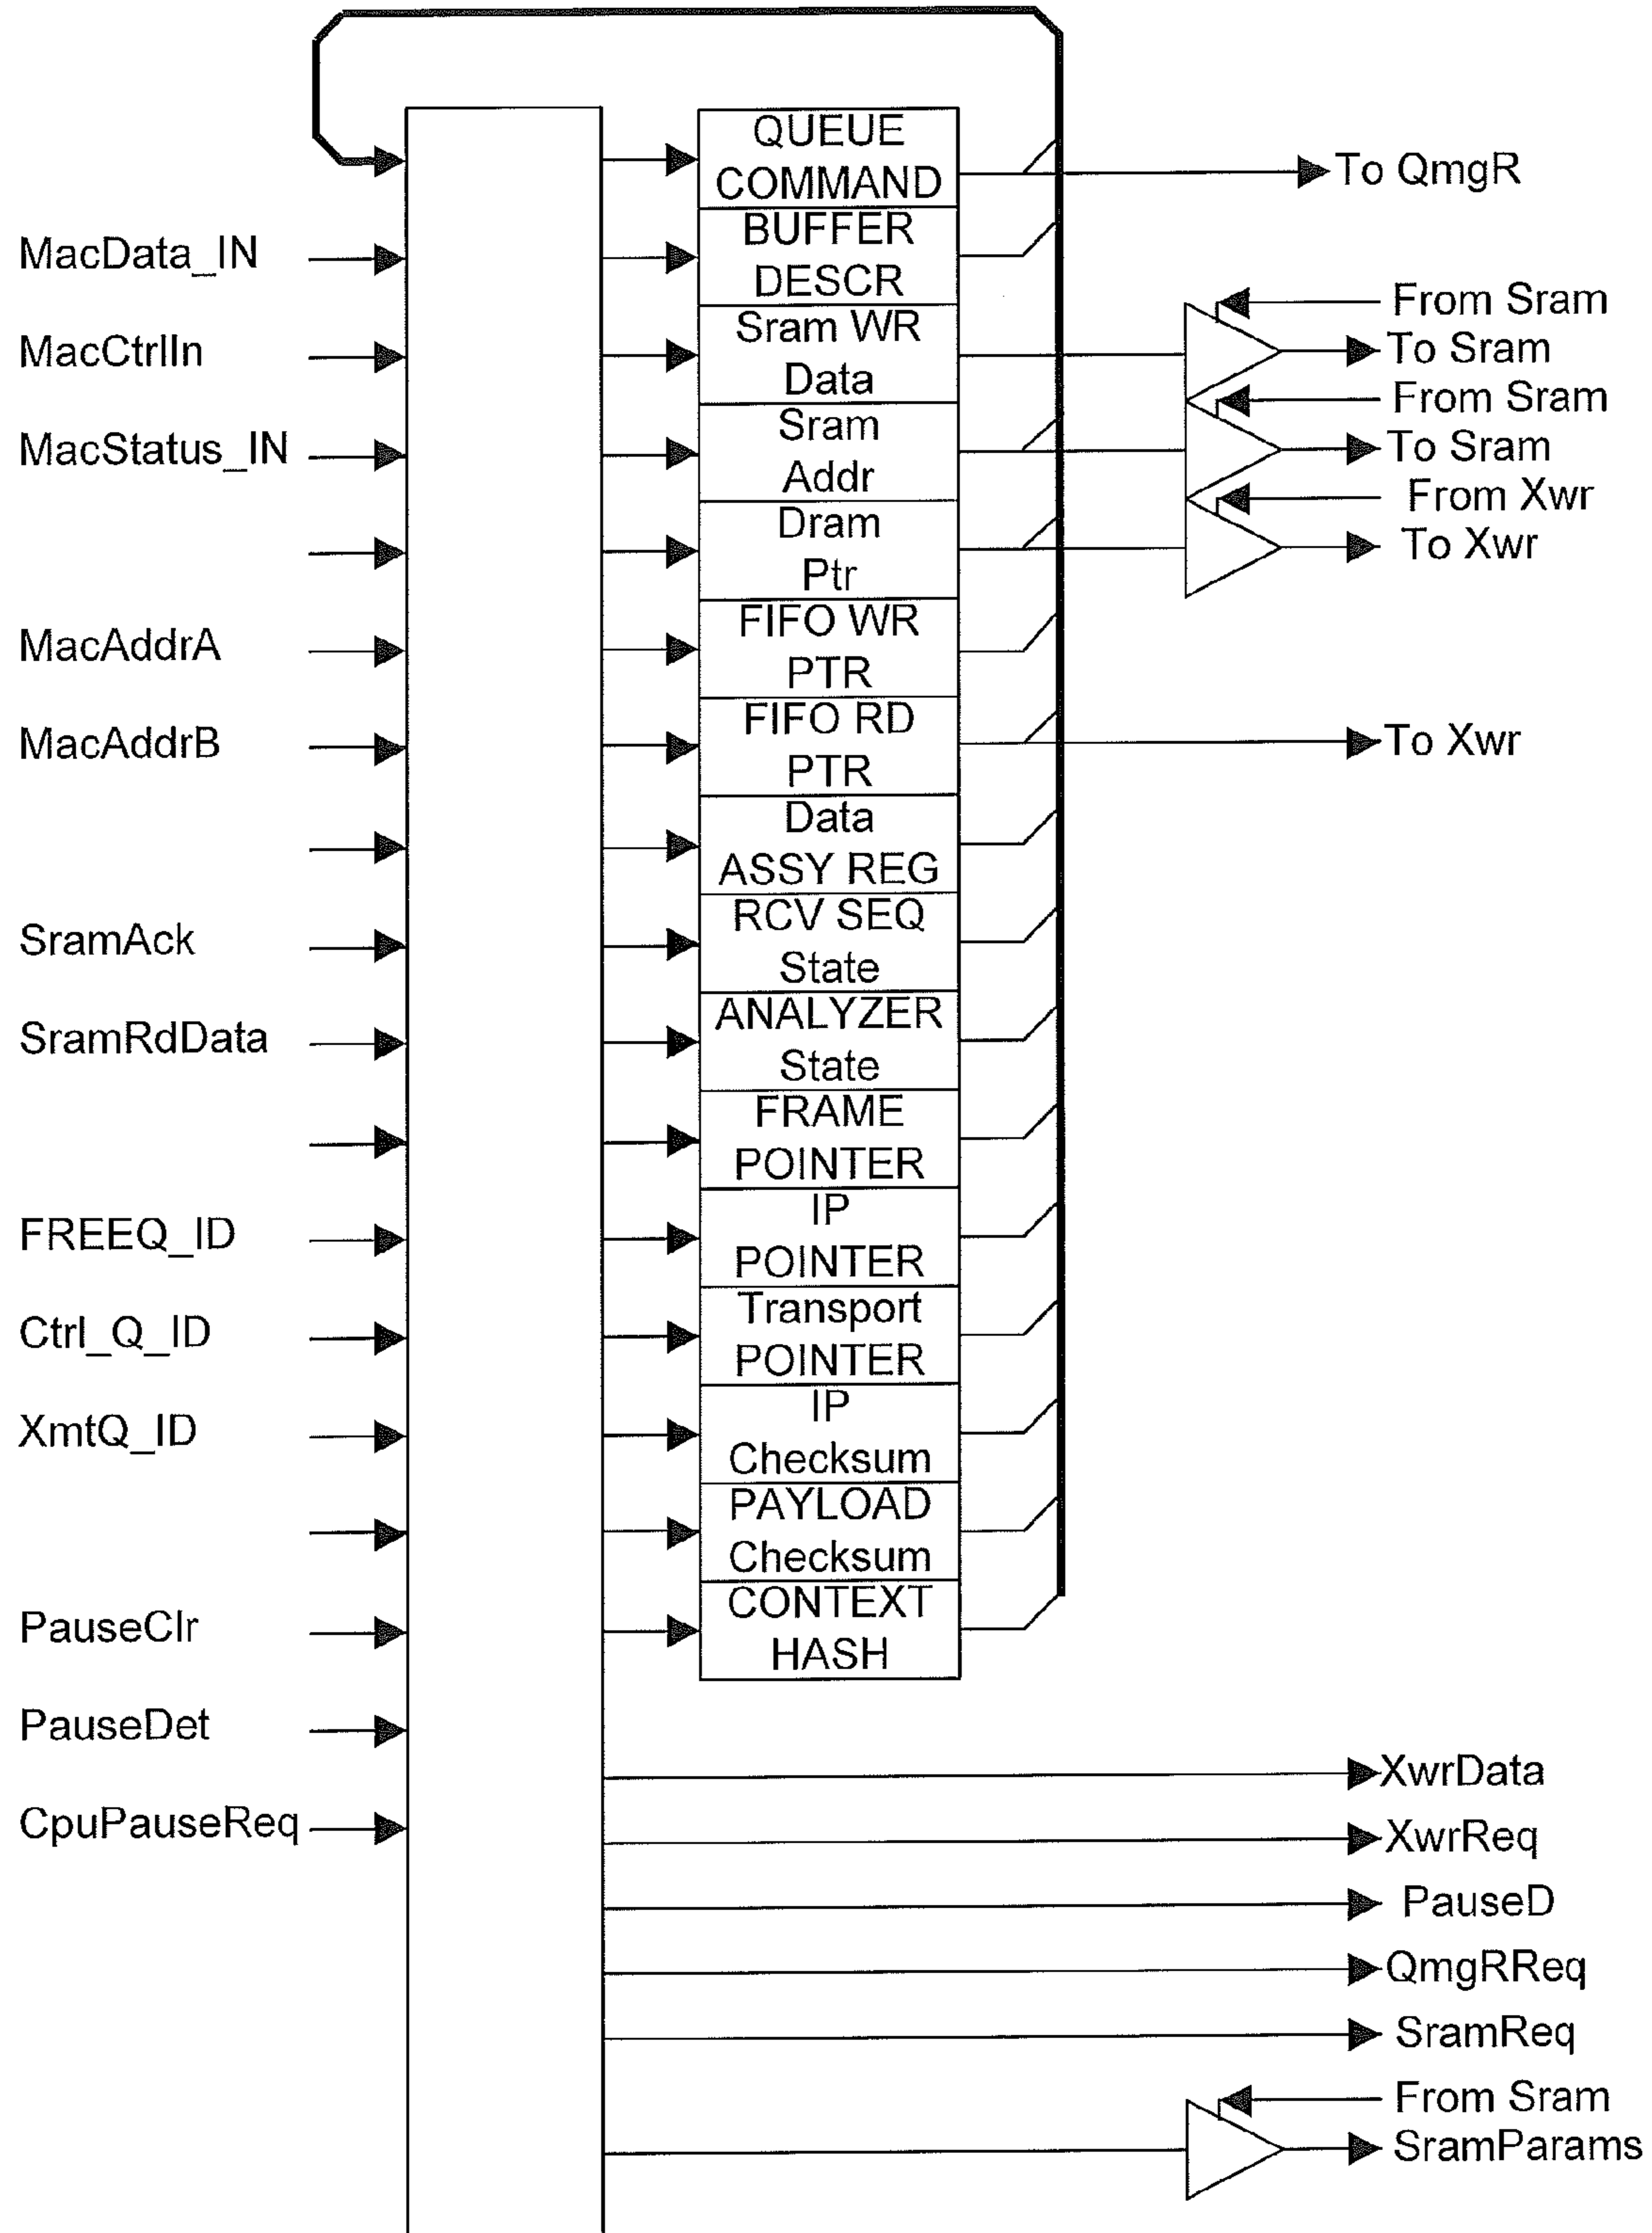 MacData_IN
MacCtrlIn
MacStatus_IN
MacAddrA
MacAddrB
SramAck
SramRdData
FREEQ_ID
Ctrl_Q_ID
XmtQ_ID
PauseClr
PauseDet
CpuPauseReq
QUEUE
COMMAND
BUFFER
DESCR
Sram WR
Data
Sram
Addr
Dram
Ptr
FIFO WR
PTR
FIFO RD
PTR
Data
ASSY REG
RCV SEQ
State
ANALYZER
State
FRAME
POINTER
IP
POINTER
Transport
POINTER
IP
Checksum
PAYLOAD
Checksum
CONTEXT
HASH
To QmgR
From Sram
To Sram
From Sram
To Sram
From Xwr
To Xwr
To Xwr
XwrData
XwrReq
PauseD
QmgRReq
SramReq
From Sram
SramParams